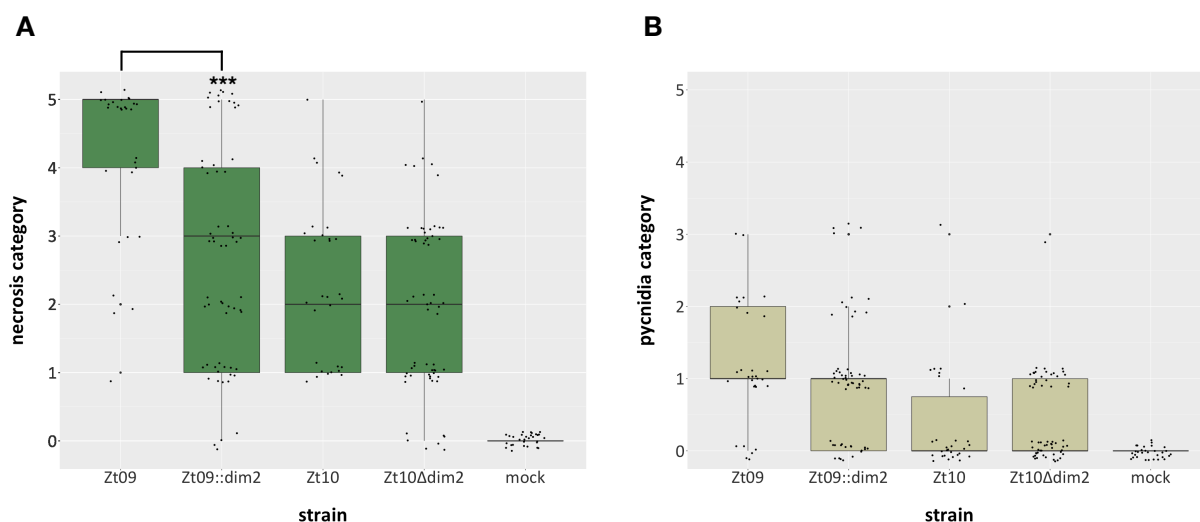 A
B
***
necrosis category
5
4
3
2
1
0
Zt09
Zt09::dim2
Zt10
Zt10Δdim2
mock
strain
pycnidia category
5
4
3
2
1
0
Zt09
Zt09::dim2
Zt10
Zt10Δdim2
mock
strain